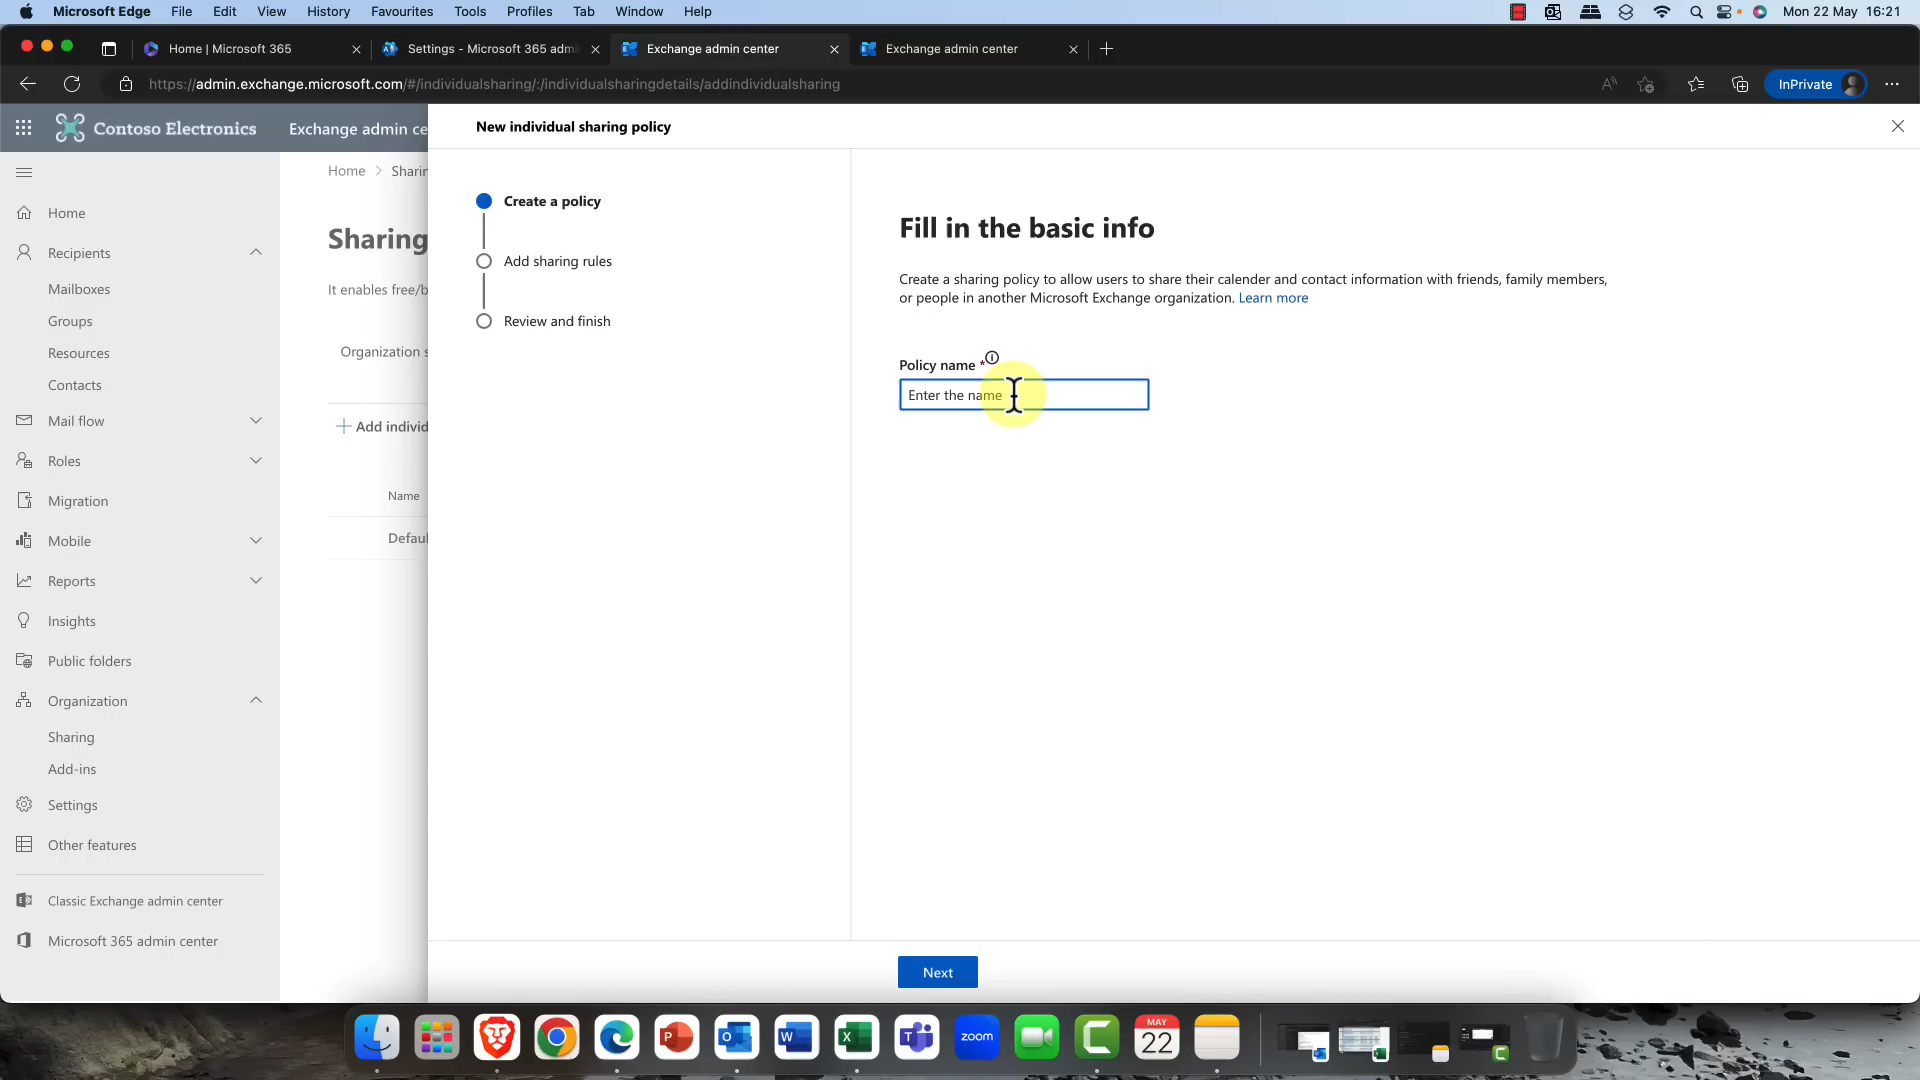 Microsoft Edge File Edit View History Favourites Tools Profiles Tab Window Help Mon 22 May 16:21
Home | Microsoft 365
Settings - Microsoft 365 admi
Exchange admin center
Exchange admin center
https://admin.exchange.microsoft.com/#/individualsharing/:/individualsharingdetails/addindividualsharing
InPrivate
Contoso Electronics
Exchange admin ce
Home
Recipients
Mailboxes
Groups
Resources
Contacts
Mail flow
Roles
Migration
Mobile
Reports
Insights
Public folders
Organization
Sharing
Add-ins
Settings
Other features
Classic Exchange admin center
Microsoft 365 admin center
Home > Sharin
Sharing
It enables free/b
Organization s
Add individ
Name
Defaul
New individual sharing policy
Create a policy
Add sharing rules
Review and finish
Fill in the basic info
Create a sharing policy to allow users to share their calender and contact information with friends, family members,
or people in another Microsoft Exchange organization. Learn more
Policy name *
Enter the name
Next
zoom
MAY
22